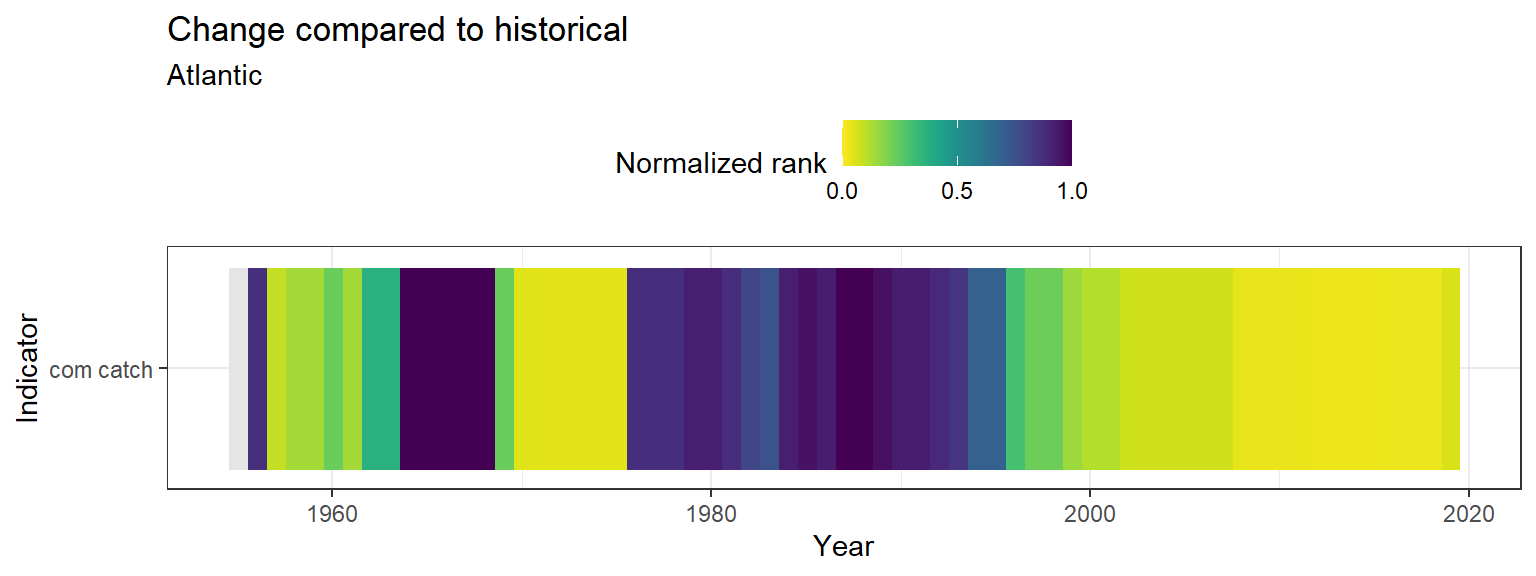 Change compared to historical
Atlantic
Normalized rank
0.0 0.5 1.0
Indicator
com catch
1960 1980 2000 2020
Year